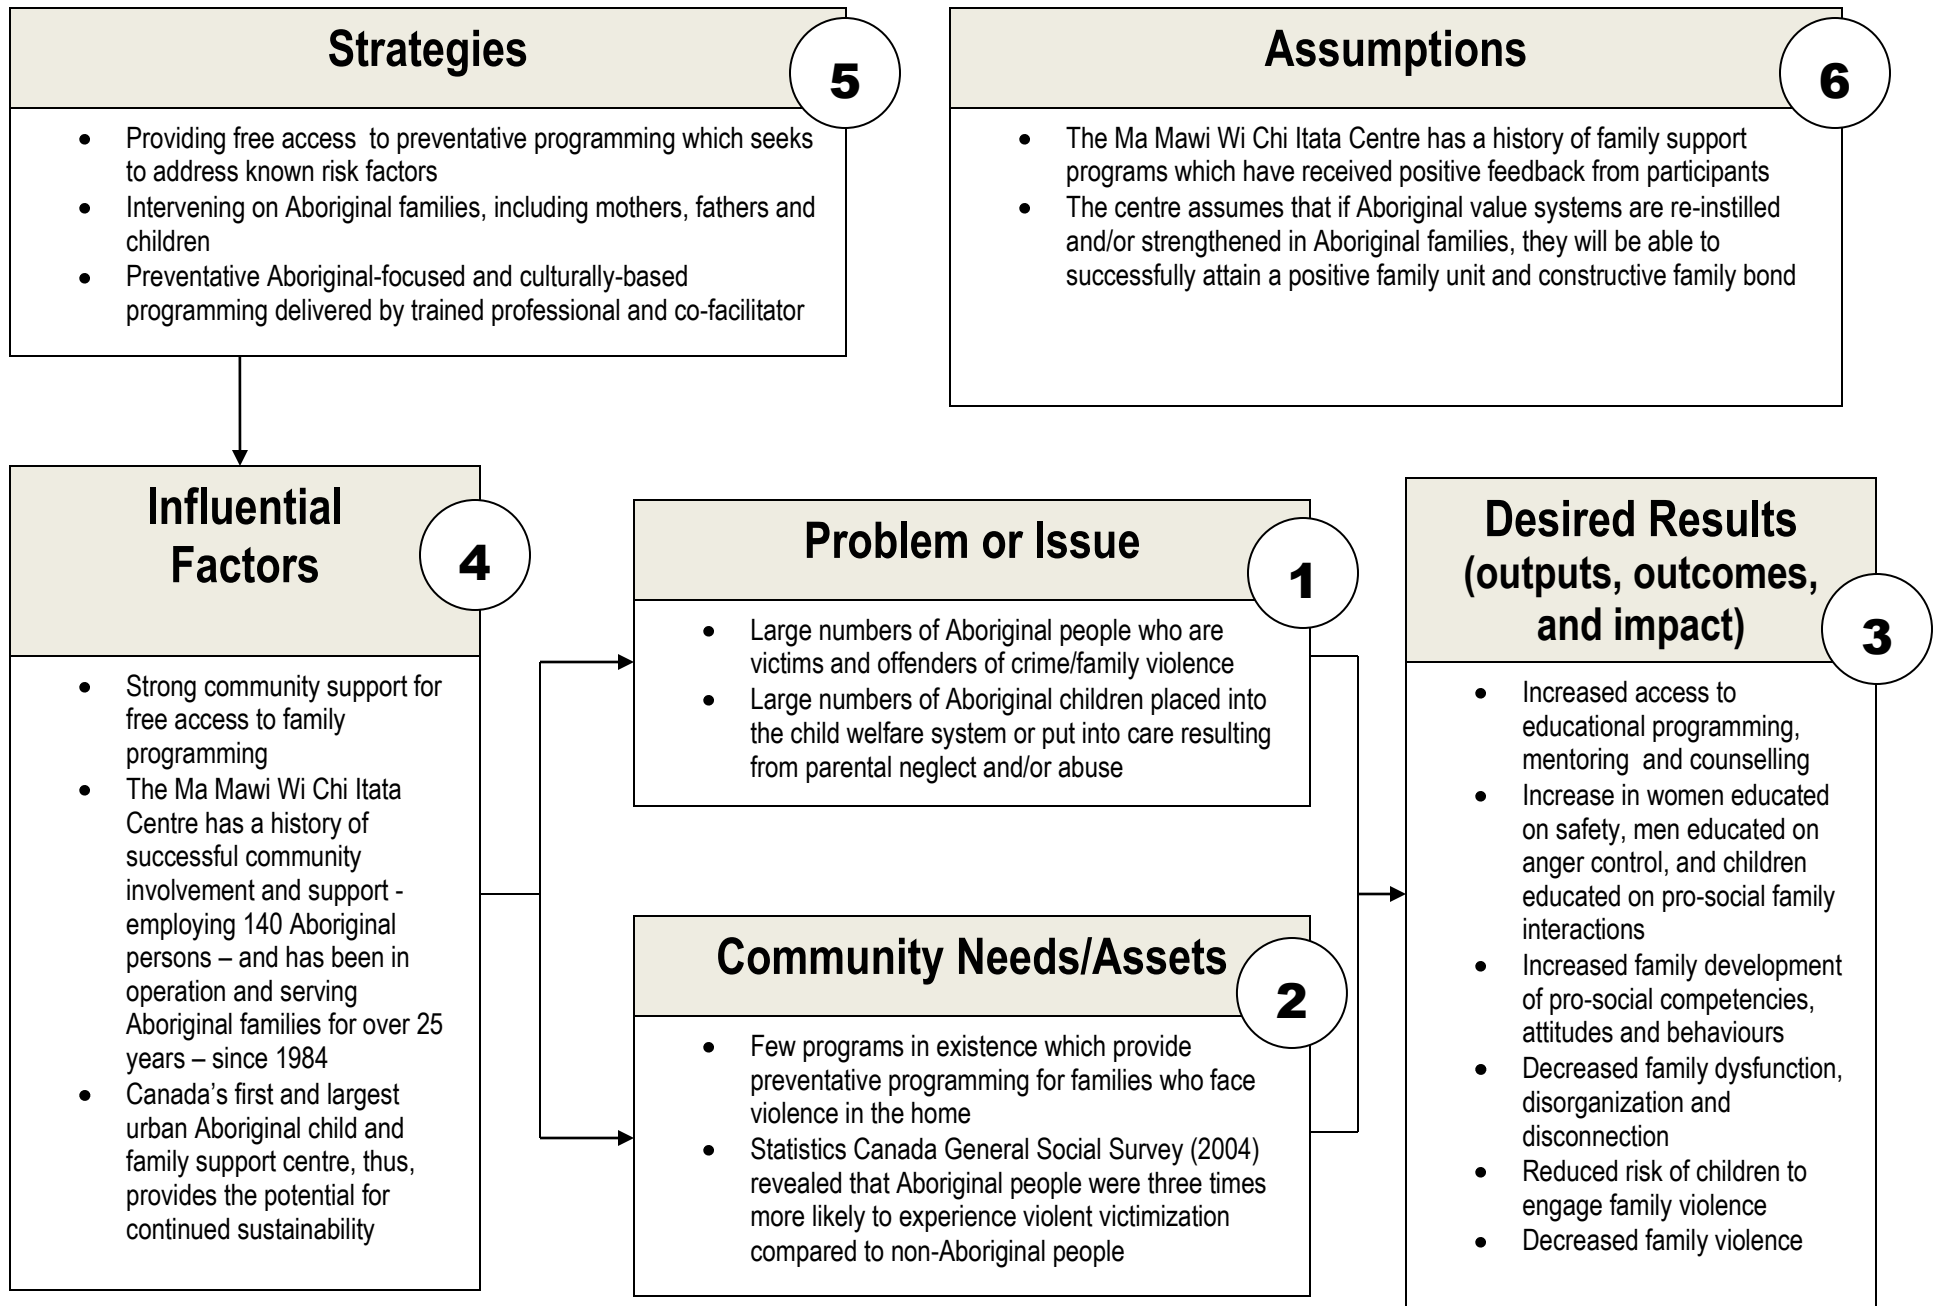 Strategies
5
• Providing free access  to preventative programming which seeks
to address known risk factors
• Intervening on Aboriginal families, including mothers, fathers and
children
• Preventative Aboriginal-focused and culturally-based
programming delivered by trained professional and co-facilitator
Assumptions
6
• The Ma Mawi Wi Chi Itata Centre has a history of family support
programs which have received positive feedback from participants
• The centre assumes that if Aboriginal value systems are re-instilled
and/or strengthened in Aboriginal families, they will be able to
successfully attain a positive family unit and constructive family bond
Influential
Factors
4
• Strong community support for
free access to family
programming
• The Ma Mawi Wi Chi Itata
Centre has a history of
successful community
involvement and support -
employing 140 Aboriginal
persons – and has been in
operation and serving
Aboriginal families for over 25
years – since 1984
• Canada’s first and largest
urban Aboriginal child and
family support centre, thus,
provides the potential for
continued sustainability
Problem or Issue
1
• Large numbers of Aboriginal people who are
victims and offenders of crime/family violence
• Large numbers of Aboriginal children placed into
the child welfare system or put into care resulting
from parental neglect and/or abuse
Community Needs/Assets
2
• Few programs in existence which provide
preventative programming for families who face
violence in the home
• Statistics Canada General Social Survey (2004)
revealed that Aboriginal people were three times
more likely to experience violent victimization
compared to non-Aboriginal people
Desired Results
(outputs, outcomes,
and impact)
3
• Increased access to
educational programming,
mentoring  and counselling
• Increase in women educated
on safety, men educated on
anger control, and children
educated on pro-social family
interactions
• Increased family development
of pro-social competencies,
attitudes and behaviours
• Decreased family dysfunction,
disorganization and
disconnection
• Reduced risk of children to
engage family violence
• Decreased family violence